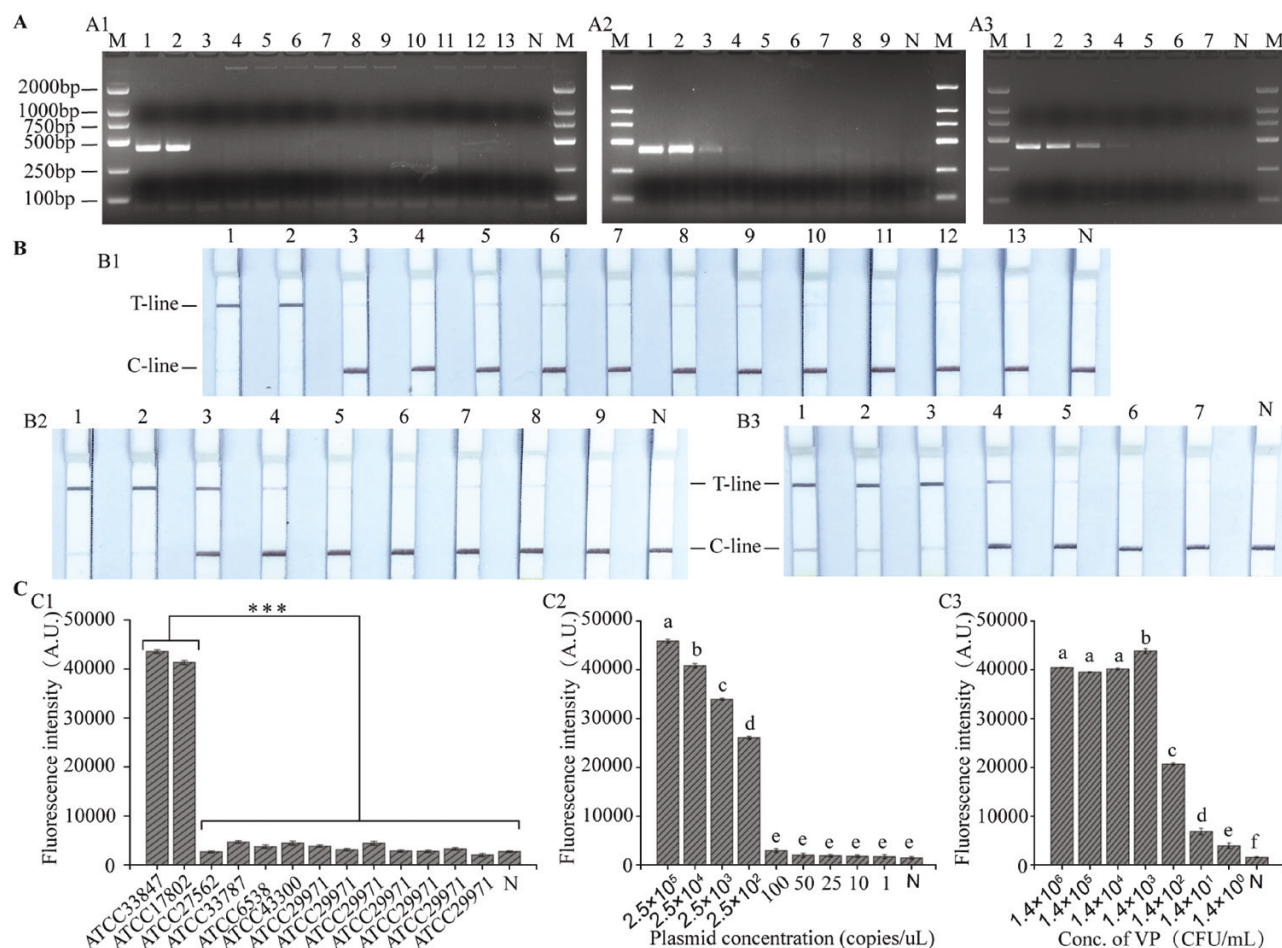 A
A1
M 1 2 3 4 5 6 7 8 9 10 11 12 13 N M
A2
M 1 2 3 4 5 6 7 8 9 N M
A3
M 1 2 3 4 5 6 7 N M
2000bp
1000bp
750bp
500bp
250bp
100bp
B
B1
1 2 3 4 5 6 7 8 9 10 11 12 13 N
T-line
C-line
B2
1 2 3 4 5 6 7 8 9 N
B3
1 2 3 4 5 6 7 N
T-line
C-line
C
C1
Fluorescence intensity (A.U.)
50000
40000
30000
20000
10000
0
***
ATCC33847
ATCC17802
ATCC27562
ATCC33787
ATCC6538
ATCC43300
ATCC29971
ATCC29971
ATCC29971
ATCC29971
ATCC29971
ATCC29971
ATCC29971
N
C2
Fluorescence intensity (A.U.)
50000
40000
30000
20000
10000
0
a b c d e e e e e e
2.5×10⁵
2.5×10⁴
2.5×10³
2.5×10²
100
50
25
10
1
N
Plasmid concentration (copies/uL)
C3
Fluorescence intensity (A.U.)
50000
40000
30000
20000
10000
0
a a a b c d e f
1.4×10⁶
1.4×10⁵
1.4×10⁴
1.4×10³
1.4×10²
1.4×10¹
1.4×10⁰
N
Conc. of VP (CFU/mL)